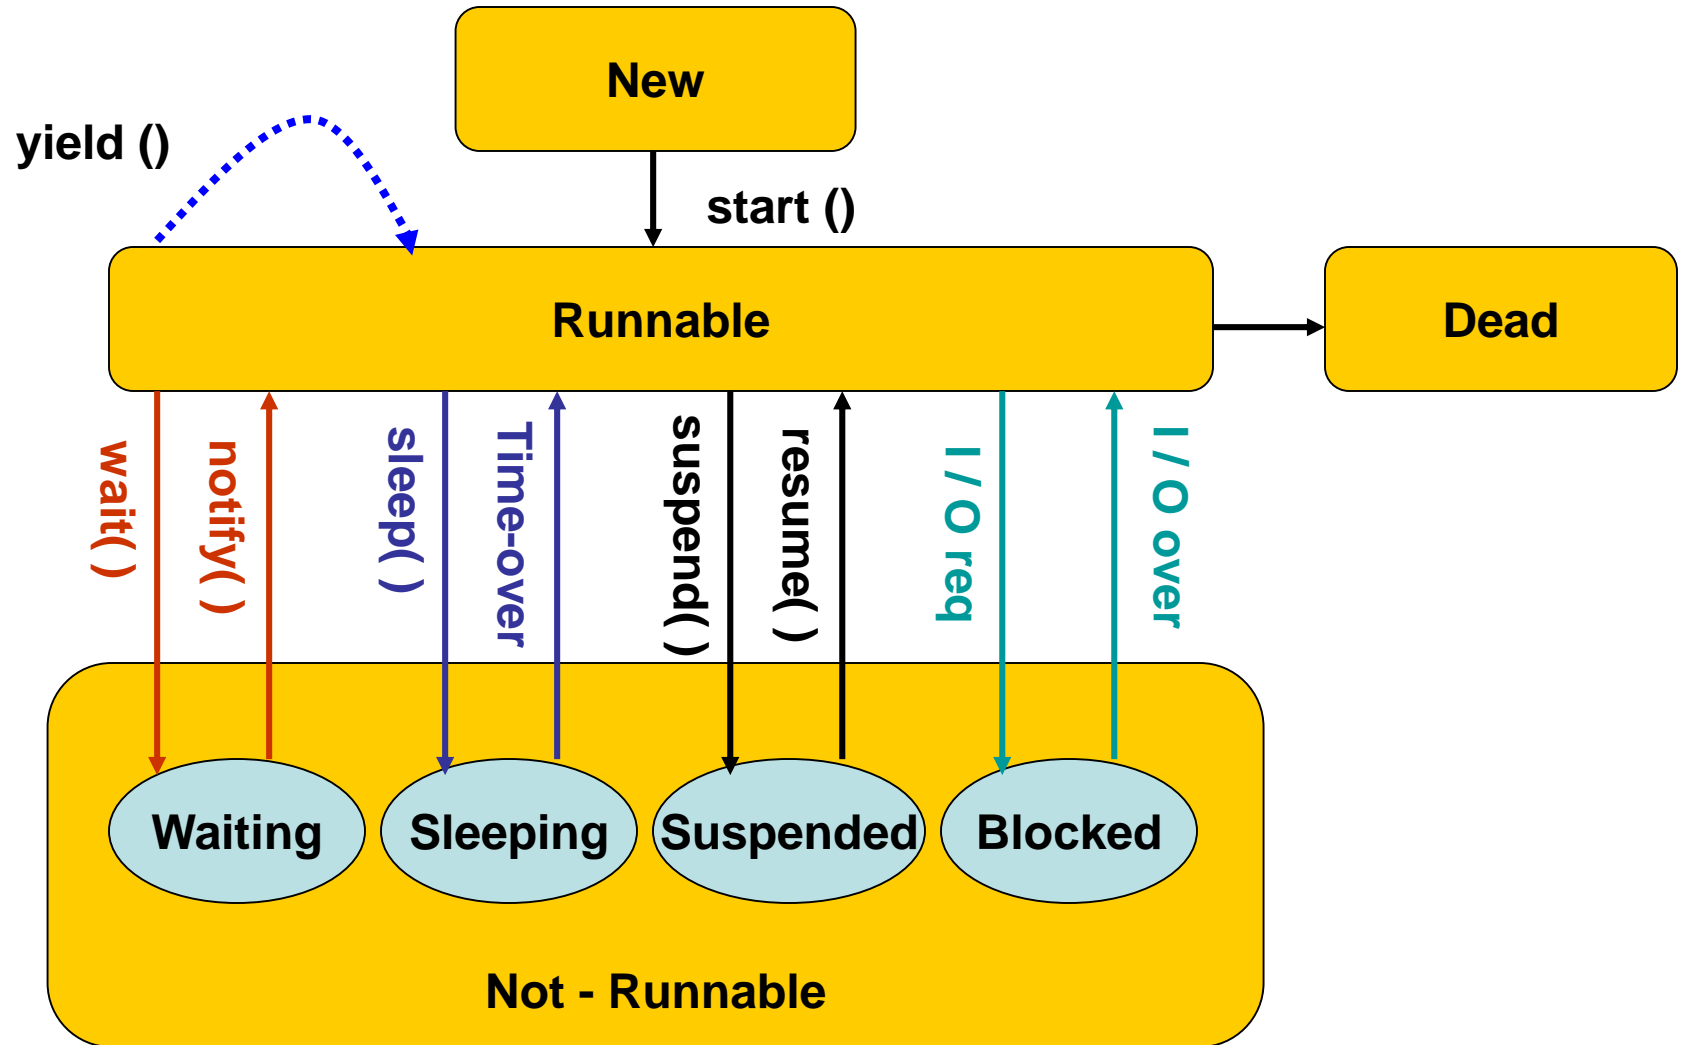 New
yield ()
start ()
Runnable
Dead
wait( )
notify( )
sleep( )
Time-over
suspend( )
resume( )
I / O req
I / O over
Waiting
Sleeping
Suspended
Blocked
Not - Runnable